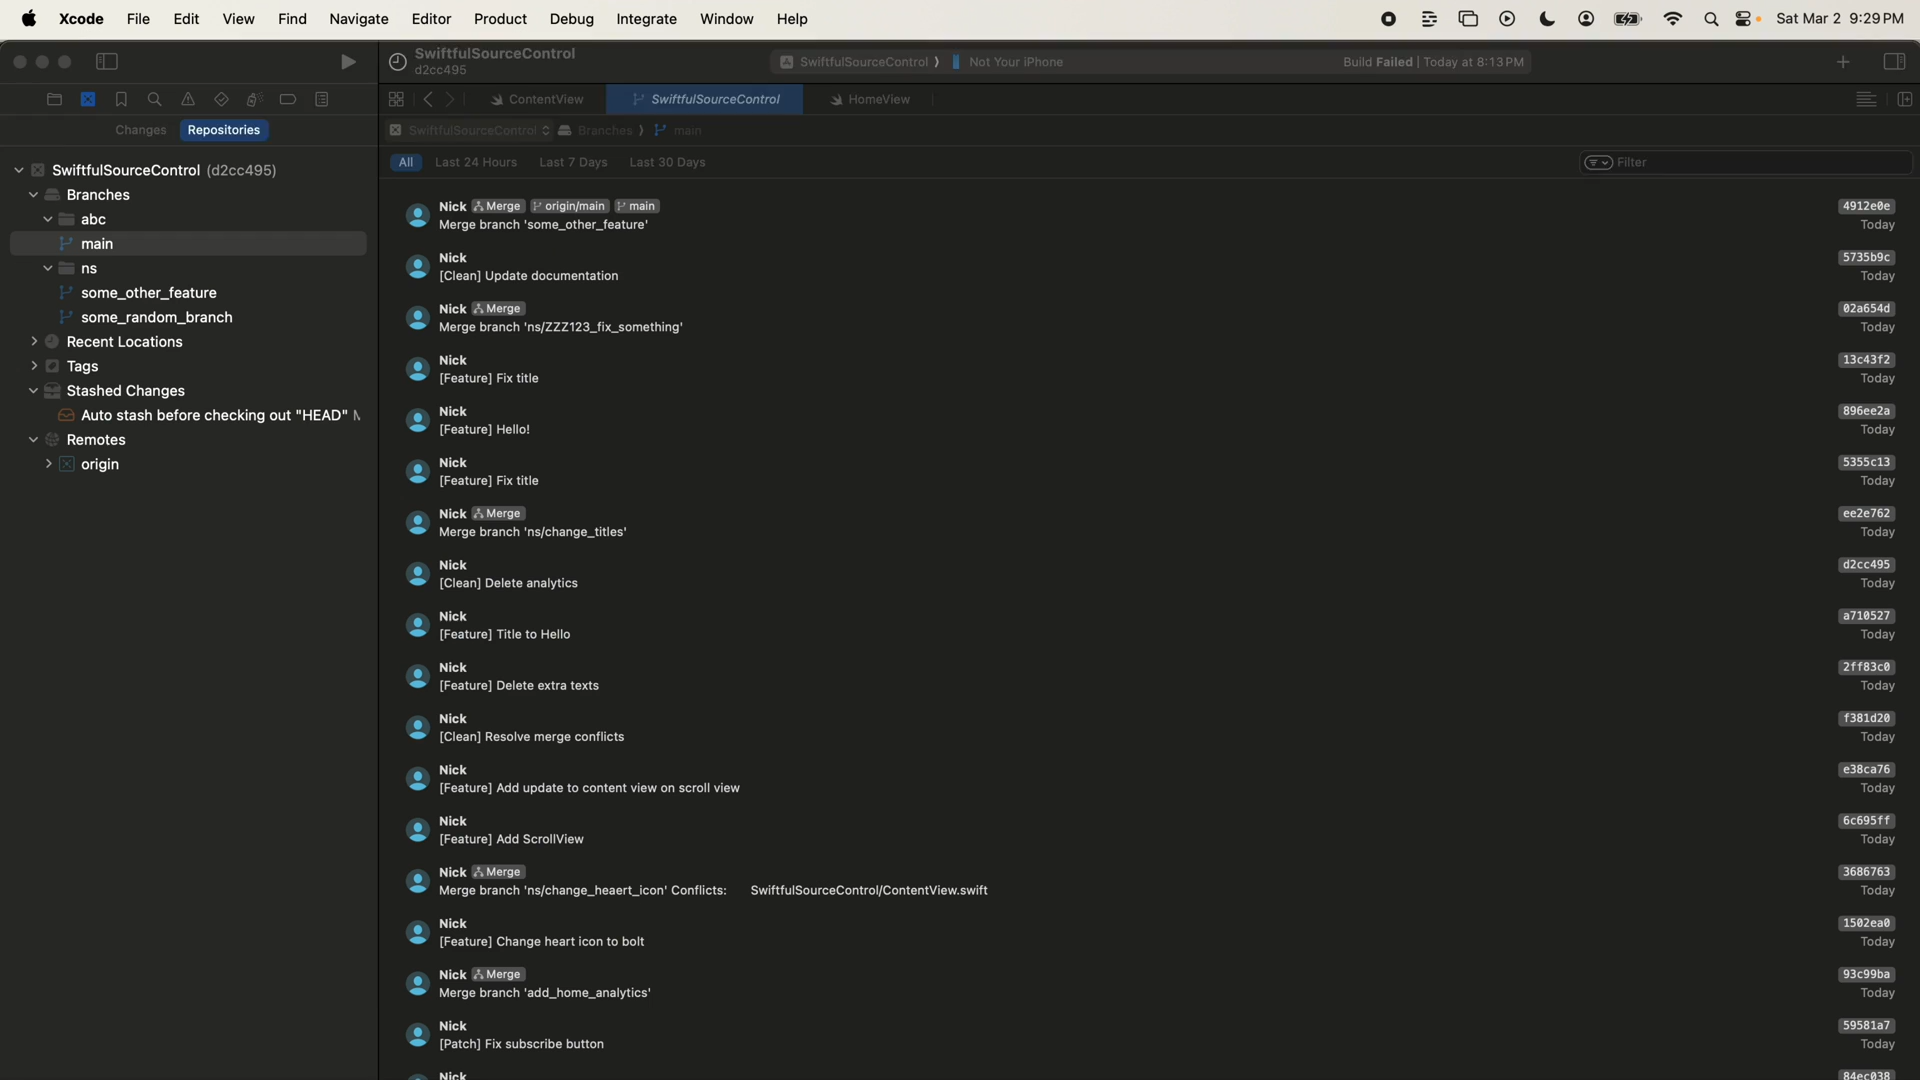 Xcode File Edit View Find Navigate Editor Product Debug Integrate Window Help Sat Mar 2 9:29 PM
SwiftfulSourceControl
d2cc495
SwiftfulSourceControl ⟩ Not Your iPhone Build Failed | Today at 8:13 PM
ContentView SwiftfulSourceControl HomeView
Changes Repositories
SwiftfulSourceControl Branches ⟩ main
All Last 24 Hours Last 7 Days Last 30 Days Filter
SwiftfulSourceControl (d2cc495)
Branches
abc
main
ns
some_other_feature
some_random_branch
Recent Locations
Tags
Stashed Changes
Auto stash before checking out "HEAD"
Remotes
origin
Nick Merge origin/main main 4912e0e
Merge branch 'some_other_feature' Today
Nick 5735b9c
[Clean] Update documentation Today
Nick Merge 02a654d
Merge branch 'ns/ZZZ123_fix_something' Today
Nick 13c43f2
[Feature] Fix title Today
Nick 896ee2a
[Feature] Hello! Today
Nick 5355c13
[Feature] Fix title Today
Nick Merge ee2e762
Merge branch 'ns/change_titles' Today
Nick d2cc495
[Clean] Delete analytics Today
Nick a710527
[Feature] Title to Hello Today
Nick 2ff83c0
[Feature] Delete extra texts Today
Nick f381d20
[Clean] Resolve merge conflicts Today
Nick e38ca76
[Feature] Add update to content view on scroll view Today
Nick 6c695ff
[Feature] Add ScrollView Today
Nick Merge 3686763
Merge branch 'ns/change_heaert_icon' Conflicts: SwiftfulSourceControl/ContentView.swift Today
Nick 1502ea0
[Feature] Change heart icon to bolt Today
Nick Merge 93c99ba
Merge branch 'add_home_analytics' Today
Nick 59581a7
[Patch] Fix subscribe button Today
Nick 84ec038